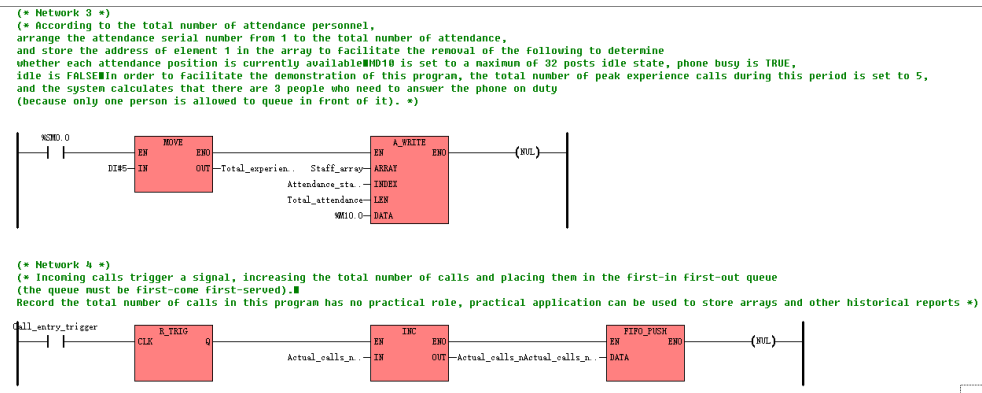 (* Network 3 *)
(* According to the total number of attendance personnel,
arrange the attendance serial number from 1 to the total number of attendance,
and store the address of element 1 in the array to facilitate the removal of the following to determine
whether each attendance position is currently available■MD10 is set to a maximum of 32 posts idle state, phone busy is TRUE,
idle is FALSE■In order to facilitate the demonstration of this program, the total number of peak experience calls during this period is set to 5,
and the system calculates that there are 3 people who need to answer the phone on duty
(because only one person is allowed to queue in front of it). *)
%SM0.0
MOVE
A_WRITE
EN ENO
EN ENO
(NUL)
DI#5 IN OUT Total_experien.. Staff_array ARRAY
Attendance_sta.. INDEX
Total_attendance LEN
%M10.0 DATA
(* Network 4 *)
(* Incoming calls trigger a signal, increasing the total number of calls and placing them in the first-in first-out queue
(the queue must be first-come first-served).■
Record the total number of calls in this program has no practical role, practical application can be used to store arrays and other historical reports *)
Call_entry_trigger
R_TRIG
INC
FIFO_PUSH
CLK Q
EN ENO
EN ENO
(NUL)
Actual_calls_n.. IN OUT Actual_calls_nActual_calls_n.. DATA